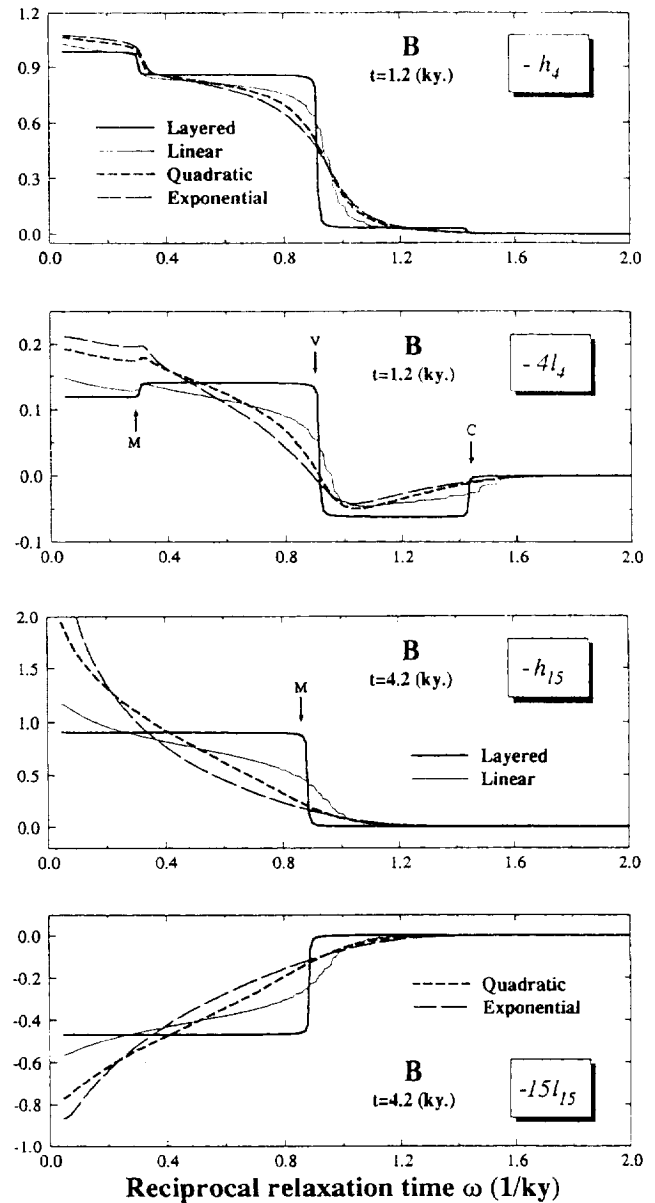 1.2
0.9
0.6
0.3
0.0
B
t=1.2 (ky.)
- h4
Layered
Linear
Quadratic
Exponential
0.0 0.4 0.8 1.2 1.6 2.0
0.2
0.1
0.0
-0.1
M
V
B
t=1.2 (ky.)
C
- 4l4
0.0 0.4 0.8 1.2 1.6 2.0
2.0
1.5
1.0
0.5
0.0
M
B
t=4.2 (ky.)
- h15
Layered
Linear
0.0 0.4 0.8 1.2 1.6 2.0
0.0
-0.2
-0.4
-0.6
-0.8
-1.0
Quadratic
Exponential
B
t=4.2 (ky.)
-15l15
0.0 0.4 0.8 1.2 1.6 2.0
Reciprocal relaxation time ω (1/ky)